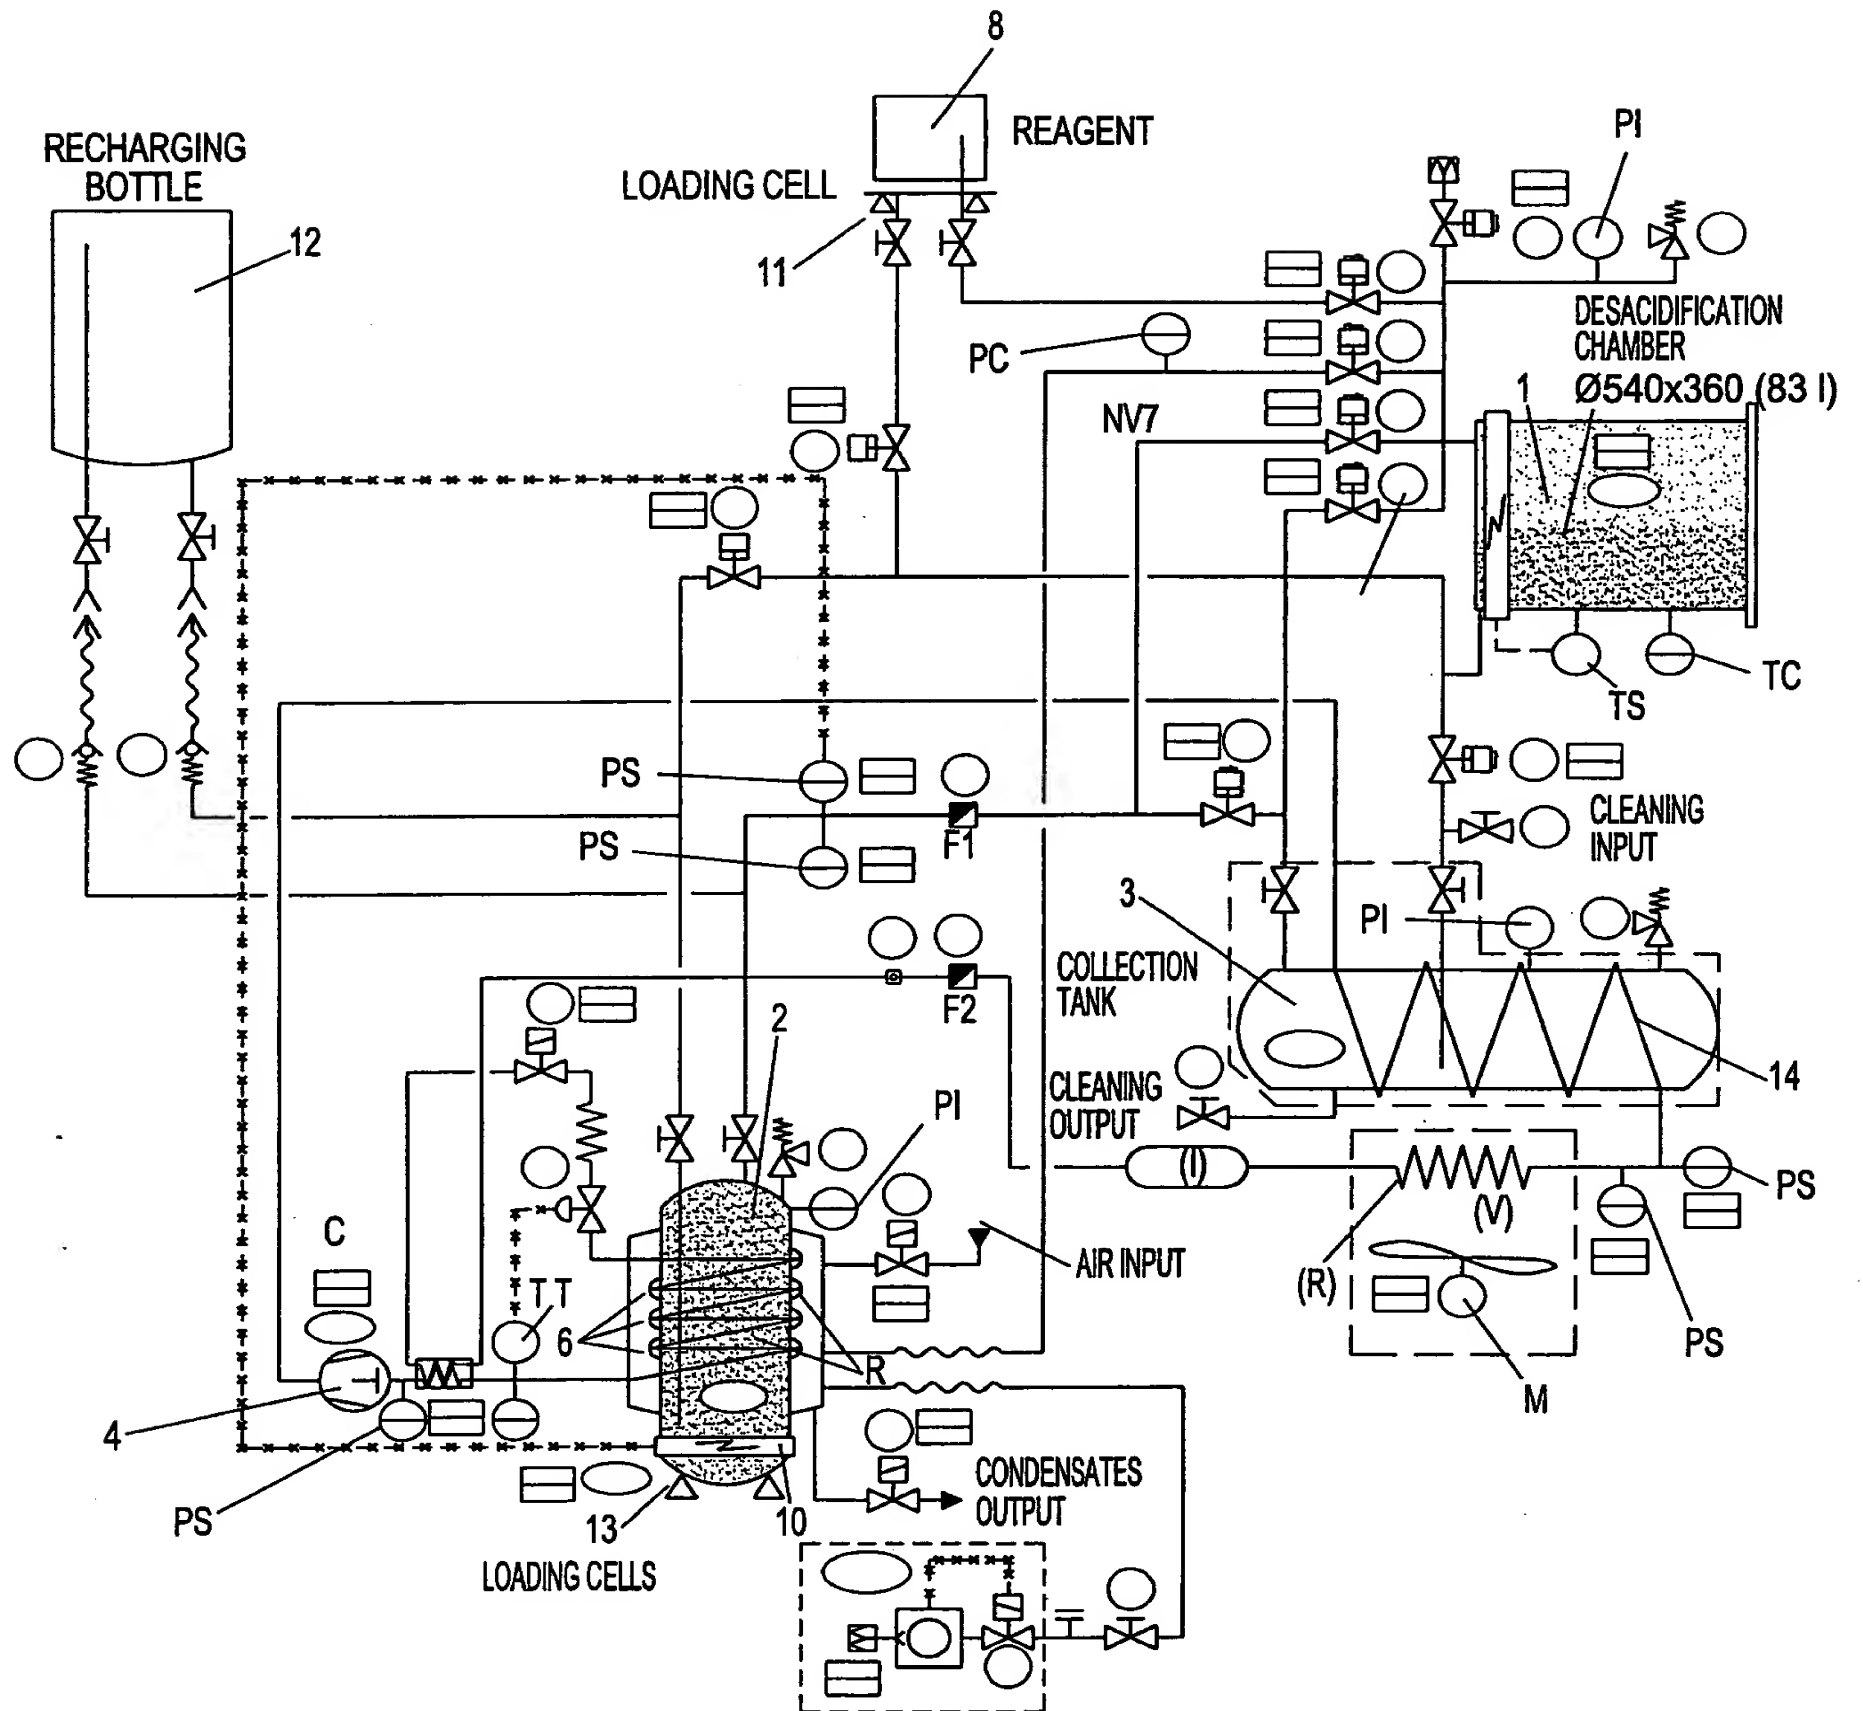 8
REAGENT
PI
RECHARGING
BOTTLE
LOADING CELL
12
11
DESACIDIFICATION
CHAMBER
Ø540x360 (83 l)
PC
1
NV7
TC
TS
PS
CLEANING
INPUT
F1
PS
3
PI
COLLECTION
TANK
F2
2
14
CLEANING
OUTPUT
PI
(I)
PS
(V)
C
AIR INPUT
(R)
TT
6
PS
R
M
4
CONDENSATES
OUTPUT
PS
13
10
LOADING CELLS